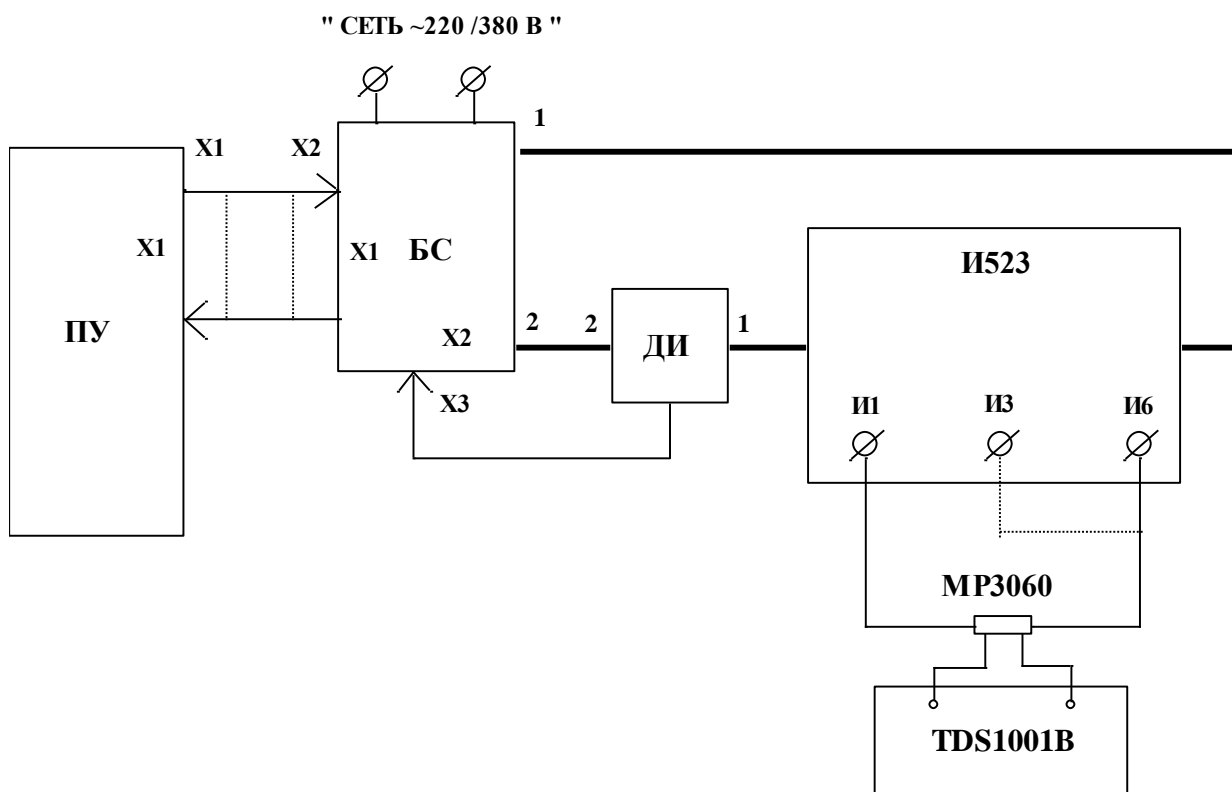 " СЕТЬ ~220 /380 В "
1
Х1
Х2
Х1
Х1
БС
И523
ПУ
Х2
2
2
ДИ
1
Х3
И1
И3
И6
МР3060
TDS1001B